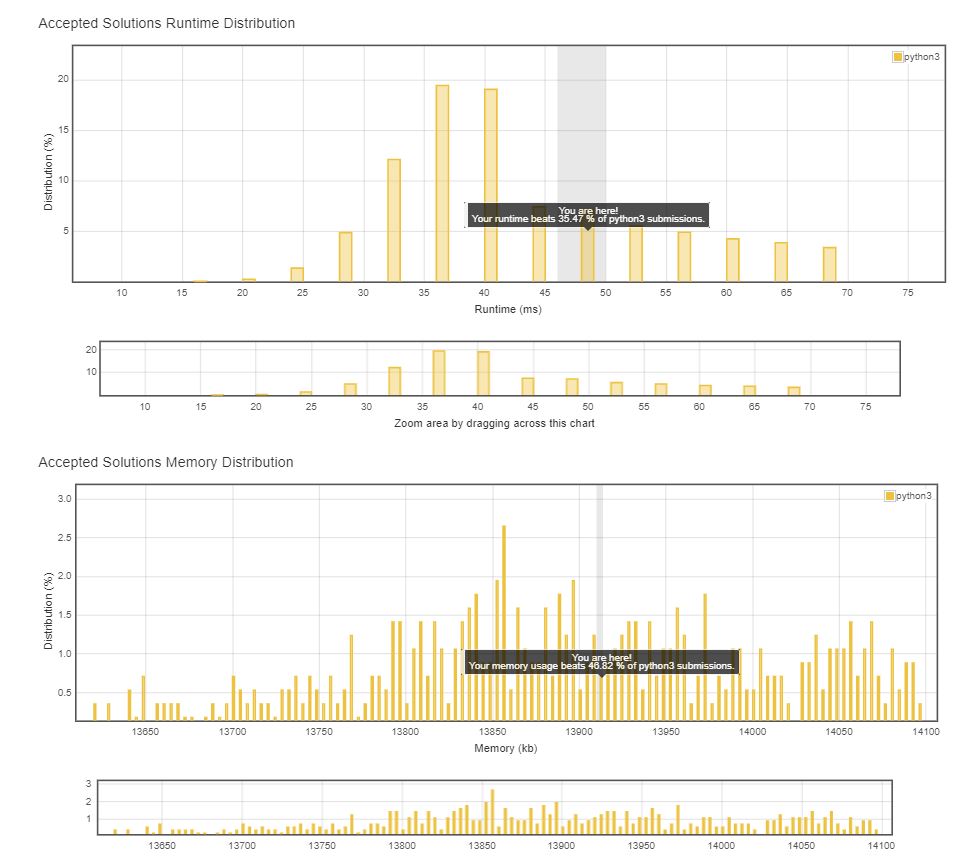 Accepted Solutions Runtime Distribution
python3
Distribution (%)
20
15
10
5
You are here!
Your runtime beats 35.47 % of python3 submissions.
10 15 20 25 30 35 40 45 50 55 60 65 70 75
Runtime (ms)
20
10
10 15 20 25 30 35 40 45 50 55 60 65 70 75
Zoom area by dragging across this chart
Accepted Solutions Memory Distribution
python3
Distribution (%)
3.0
2.5
2.0
1.5
1.0
0.5
You are here!
Your memory usage beats 46.82 % of python3 submissions.
13650 13700 13750 13800 13850 13900 13950 14000 14050 14100
Memory (kb)
3
2
1
13650 13700 13750 13800 13850 13900 13950 14000 14050 14100